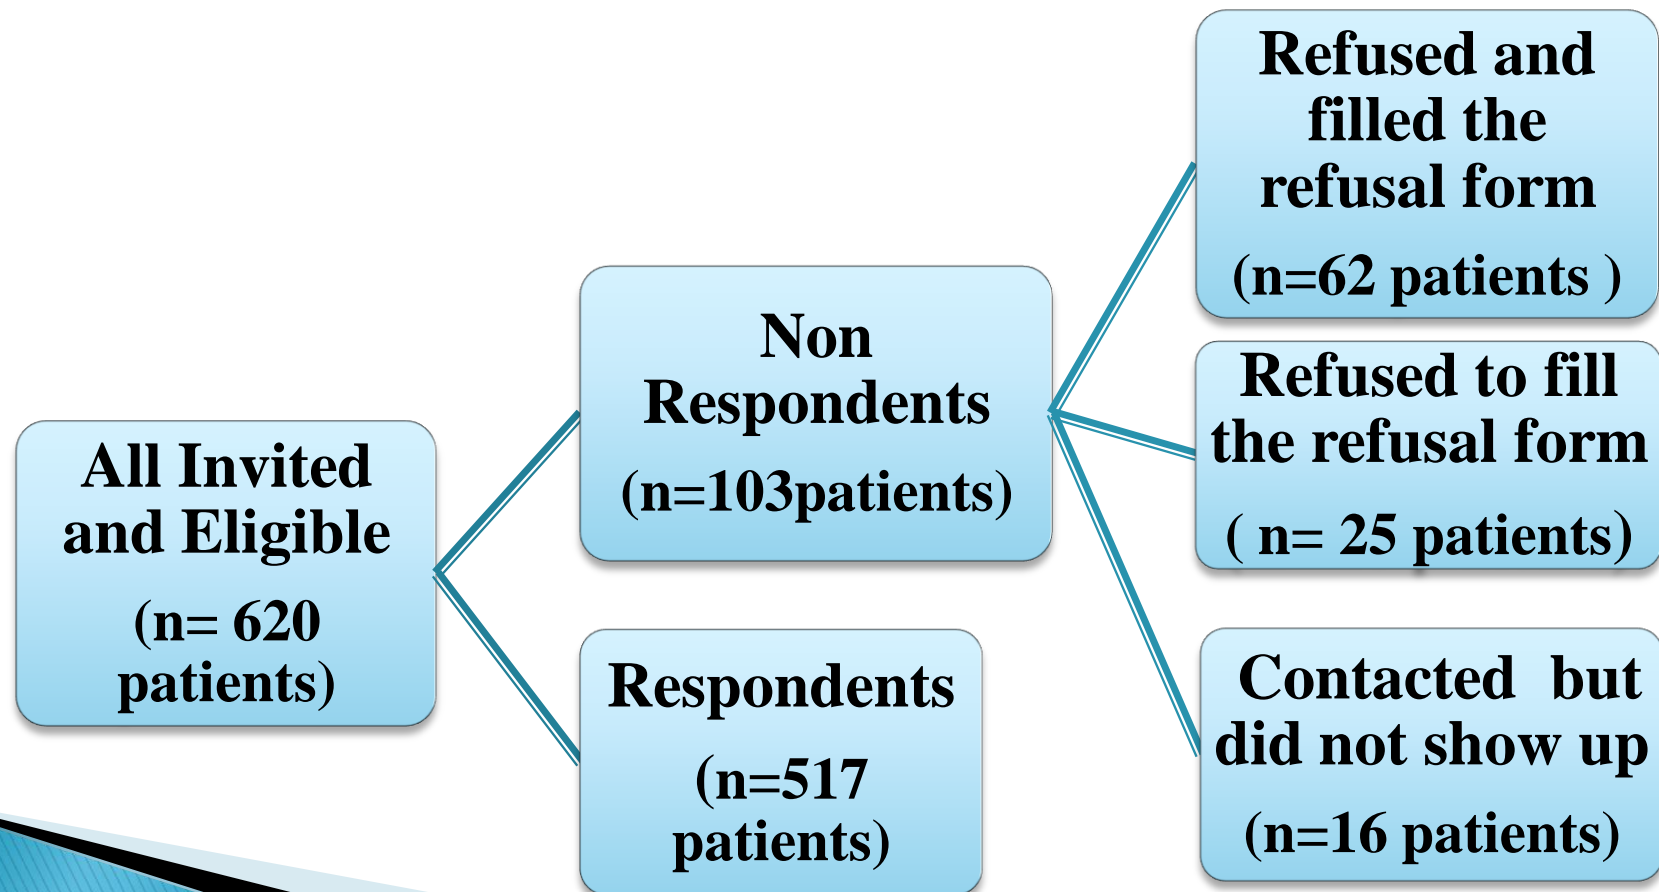 All Invited
and Eligible
(n= 620
patients)
Non
Respondents
(n=103patients)
Respondents
(n=517
patients)
Refused and
filled the
refusal form
(n=62 patients )
Refused to fill
the refusal form
( n= 25 patients)
Contacted  but
did not show up
(n=16 patients)